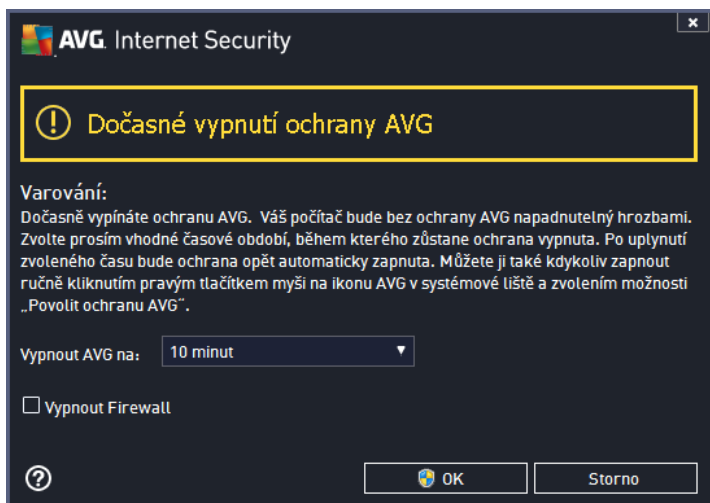 AVG. Internet Security
Dočasné vypnutí ochrany AVG
Varování:
Dočasně vypínáte ochranu AVG. Váš počítač bude bez ochrany AVG napadnutelný hrozbami.
Zvolte prosím vhodné časové období, během kterého zůstane ochrana vypnuta. Po uplynutí
zvoleného času bude ochrana opět automaticky zapnuta. Můžete ji také kdykoliv zapnout
ručně kliknutím pravým tlačítkem myši na ikonu AVG v systémové liště a zvolením možnosti
„Povolit ochranu AVG“.
Vypnout AVG na: 10 minut
Vypnout Firewall
OK Storno